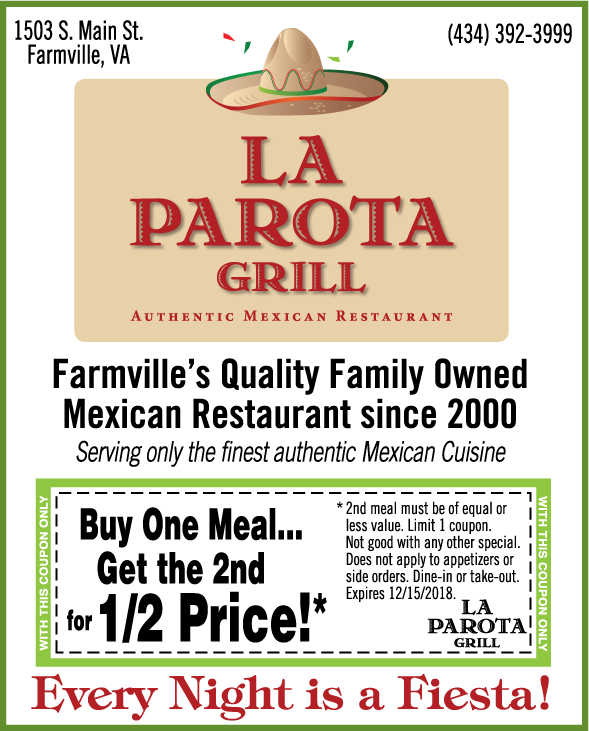 1503 S. Main St.
Farmville, VA
(434) 392-3999
LA
PAROTA
GRILL
AUTHENTIC MEXICAN RESTAURANT
Farmville's Quality Family Owned
Mexican Restaurant since 2000
Serving only the finest authentic Mexican Cuisine
WITH THIS COUPON ONLY
Buy One Meal...
Get the 2nd
for 1/2 Price!*
* 2nd meal must be of equal or
less value. Limit 1 coupon.
Not good with any other special.
Does not apply to appetizers or
side orders. Dine-in or take-out.
Expires 12/15/2018.
LA
PAROTA
GRILL
WITH THIS COUPON ONLY
Every Night is a Fiesta!